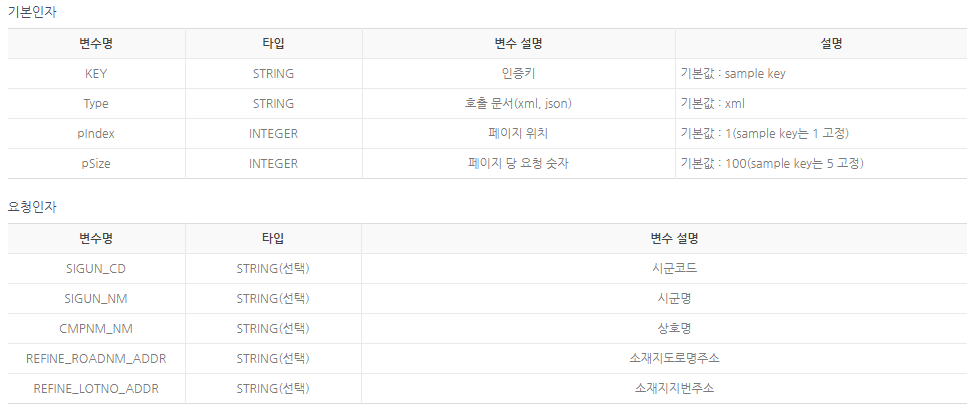 기본인자
변수명 타입 변수 설명 설명
KEY STRING 인증키 기본값 : sample key
Type STRING 호출 문서(xml, json) 기본값 : xml
pIndex INTEGER 페이지 위치 기본값 : 1(sample key는 1 고정)
pSize INTEGER 페이지 당 요청 숫자 기본값 : 100(sample key는 5 고정)
요청인자
변수명 타입 변수 설명
SIGUN_CD STRING(선택) 시군코드
SIGUN_NM STRING(선택) 시군명
CMPNM_NM STRING(선택) 상호명
REFINE_ROADNM_ADDR STRING(선택) 소재지도로명주소
REFINE_LOTNO_ADDR STRING(선택) 소재지지번주소